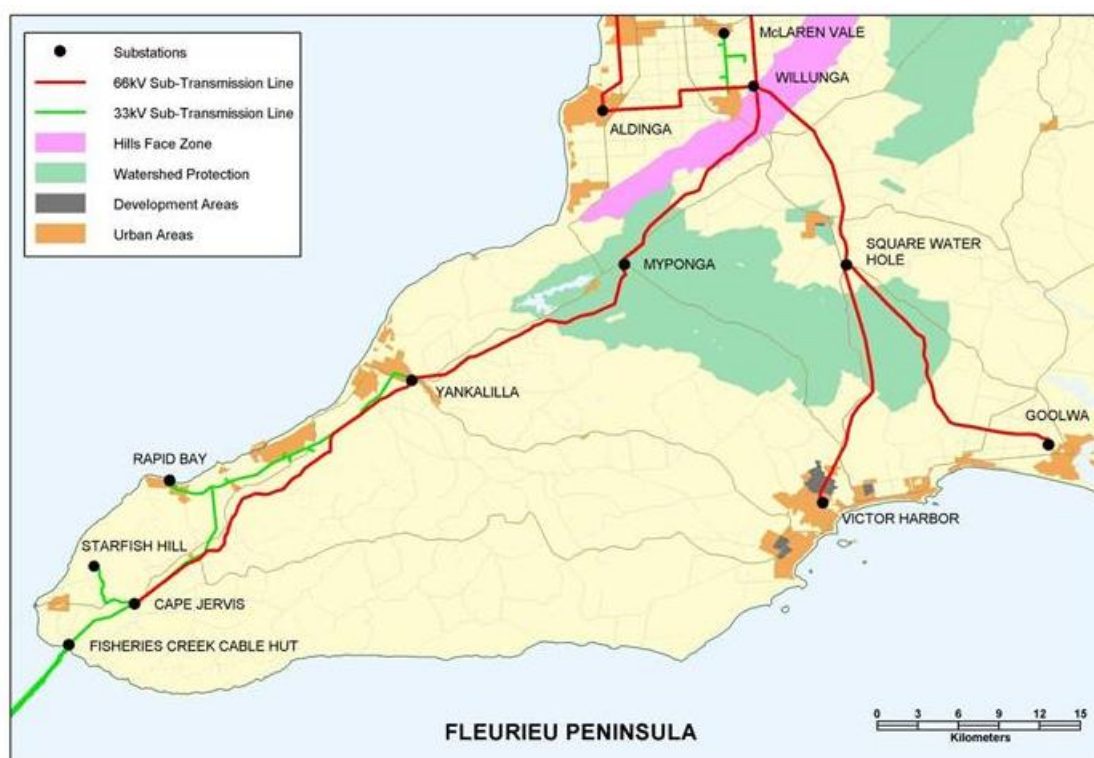 Substations
66kV Sub-Transmission Line
33kV Sub-Transmission Line
Hills Face Zone
Watershed Protection
Development Areas
Urban Areas
McLAREN VALE
WILLUNGA
ALDINGA
MYPONGA
SQUARE WATER
HOLE
YANKALILLA
GOOLWA
RAPID BAY
VICTOR HARBOR
STARFISH HILL
CAPE JERVIS
FISHERIES CREEK CABLE HUT
FLEURIEU PENINSULA
0 3 6 9 12 15
Kilometers